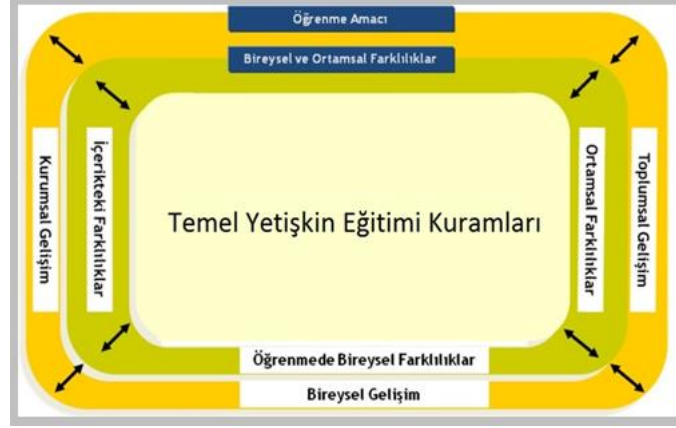 Öğrenme Amacı
Bireysel ve Ortamsal Farklılıklar
Kurumsal Gelişim
İçerikteki Farklılıklar
Temel Yetişkin Eğitimi Kuramları
Ortamsal Farklılıklar
Toplumsal Gelişim
Öğrenmede Bireysel Farklılıklar
Bireysel Gelişim